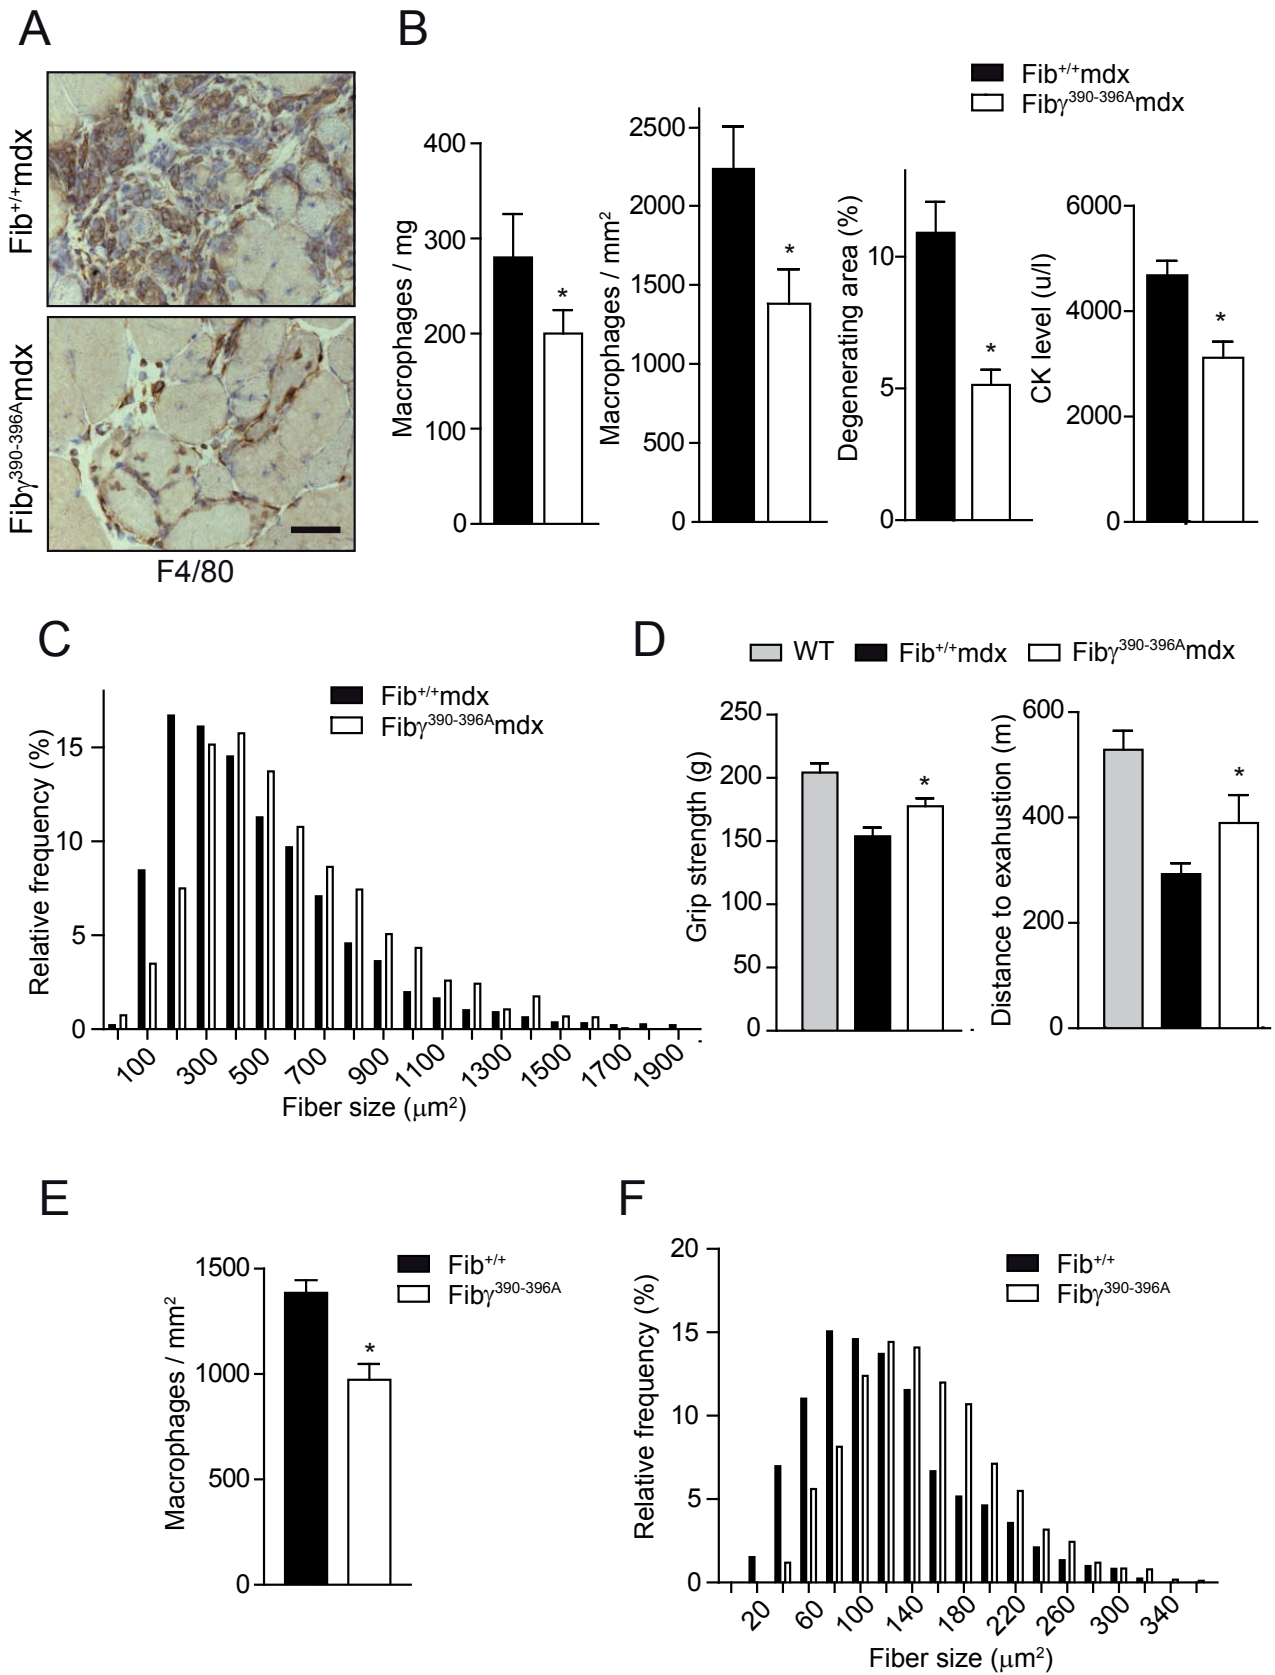 A
Fib+/+mdx
Fibγ390-396Amdx
F4/80
B
Fib+/+mdx
Fibγ390-396Amdx
Macrophages / mg
400
300
200
100
0
*
Macrophages / mm2
2500
2000
1500
1000
500
0
*
Degenerating area (%)
10
5
0
*
CK level (u/l)
6000
4000
2000
0
*
C
Fib+/+mdx
Fibγ390-396Amdx
Relative frequency (%)
15
10
5
0
100 300 500 700 900 1100 1300 1500 1700 1900
Fiber size (μm2)
D
WT Fib+/+mdx Fibγ390-396Amdx
Grip strength (g)
250
200
150
100
50
0
*
Distance to exahustion (m)
600
400
200
0
*
E
Fib+/+
Fibγ390-396A
Macrophages / mm2
1500
1000
500
0
*
F
Fib+/+
Fibγ390-396A
Relative frequency (%)
20
15
10
5
0
20 60 100 140 180 220 260 300 340
Fiber size (μm2)